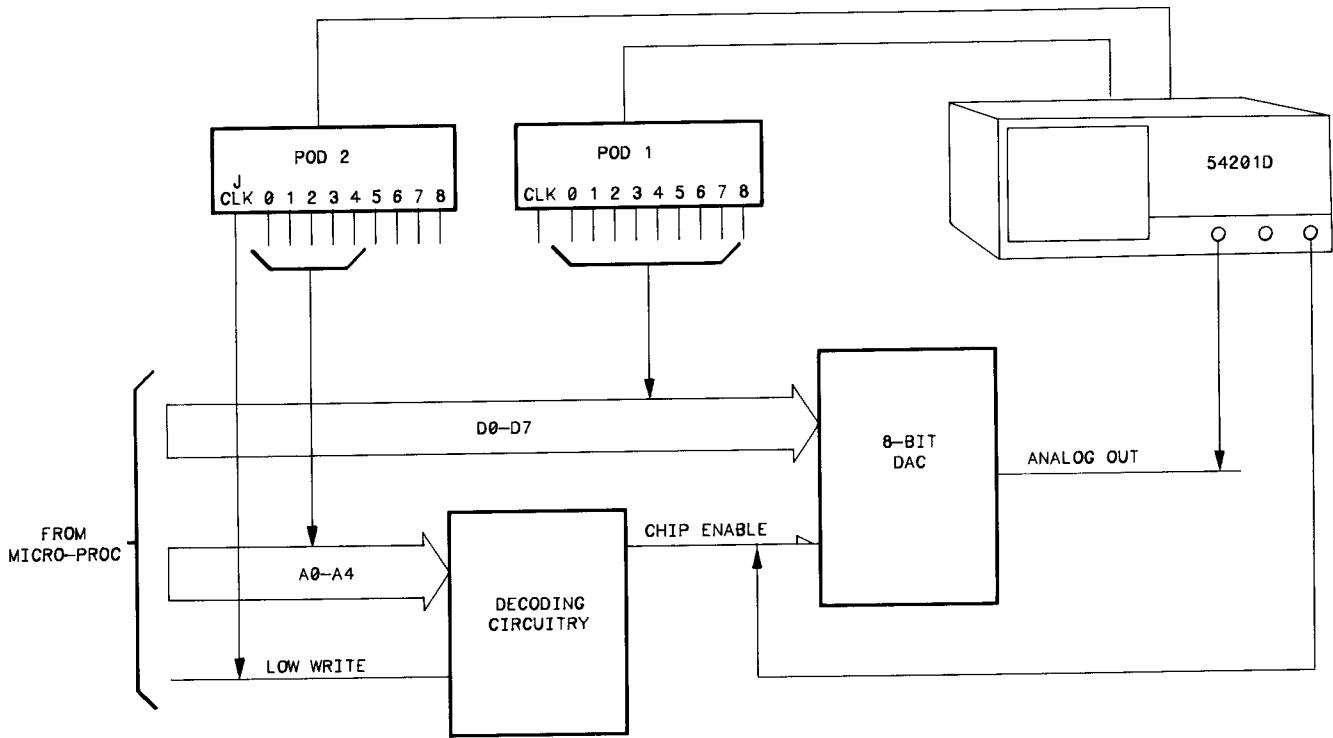 POD 2
J
CLK 0 1 2 3 4 5 6 7 8
POD 1
CLK 0 1 2 3 4 5 6 7 8
54201D
D0-D7
8-BIT
DAC
ANALOG OUT
FROM
MICRO-PROC
CHIP ENABLE
A0-A4
DECODING
CIRCUITRY
LOW WRITE